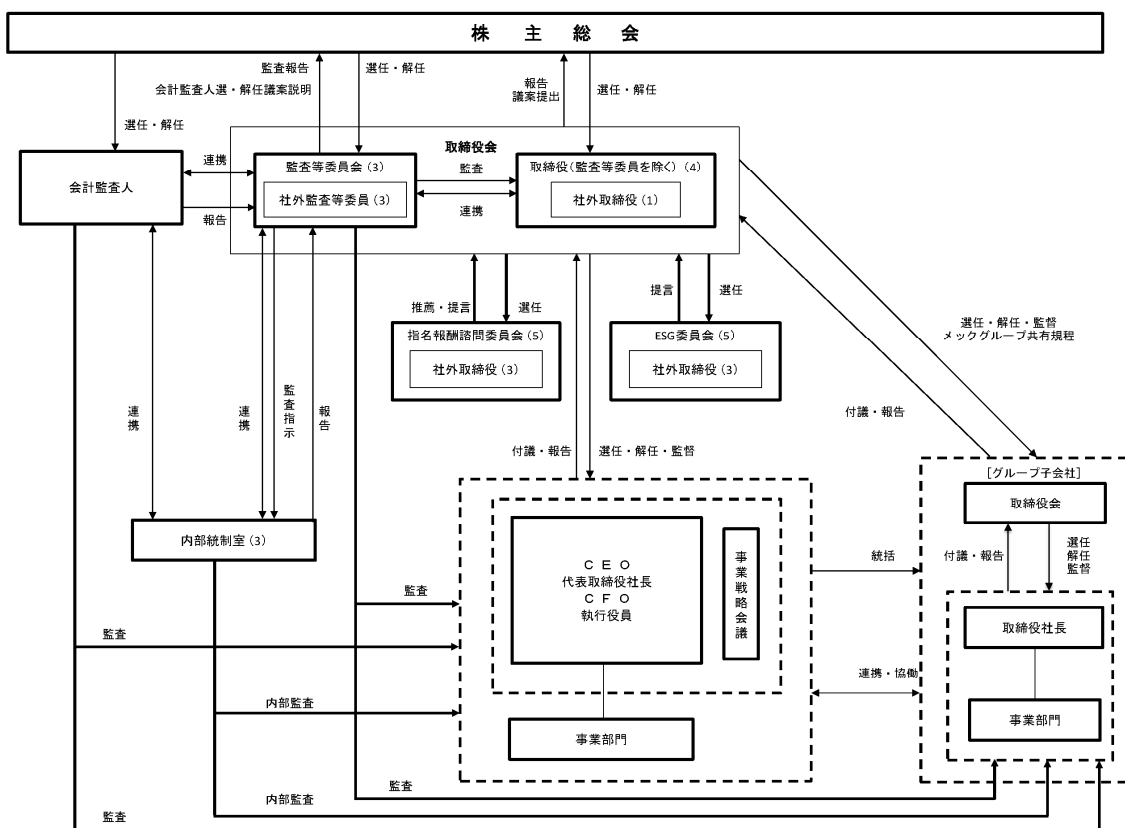 株 主 総 会
監査報告
会計監査人選・解任議案説明
選任・解任
報告
議案提出
選任・解任
選任・解任
取締役会
会計監査人
連携
報告
監査等委員会(3)
社外監査等委員(3)
監査
連携
取締役(監査等委員を除く)(4)
社外取締役(1)
推薦・提言
選任
提言
選任
指名報酬諮問委員会(5)
社外取締役(3)
ESG委員会(5)
社外取締役(3)
選任・解任・監督
メックグループ共有規程
付議・報告
連携
連携
監査指示
報告
付議・報告
選任・解任・監督
内部統制室(3)
[グループ子会社]
取締役会
付議・報告
選任
解任
監督
取締役社長
事業部門
CEO
代表取締役社長
CFO
執行役員
事業戦略会議
事業部門
統括
連携・協働
監査
監査
内部監査
監査
内部監査
監査